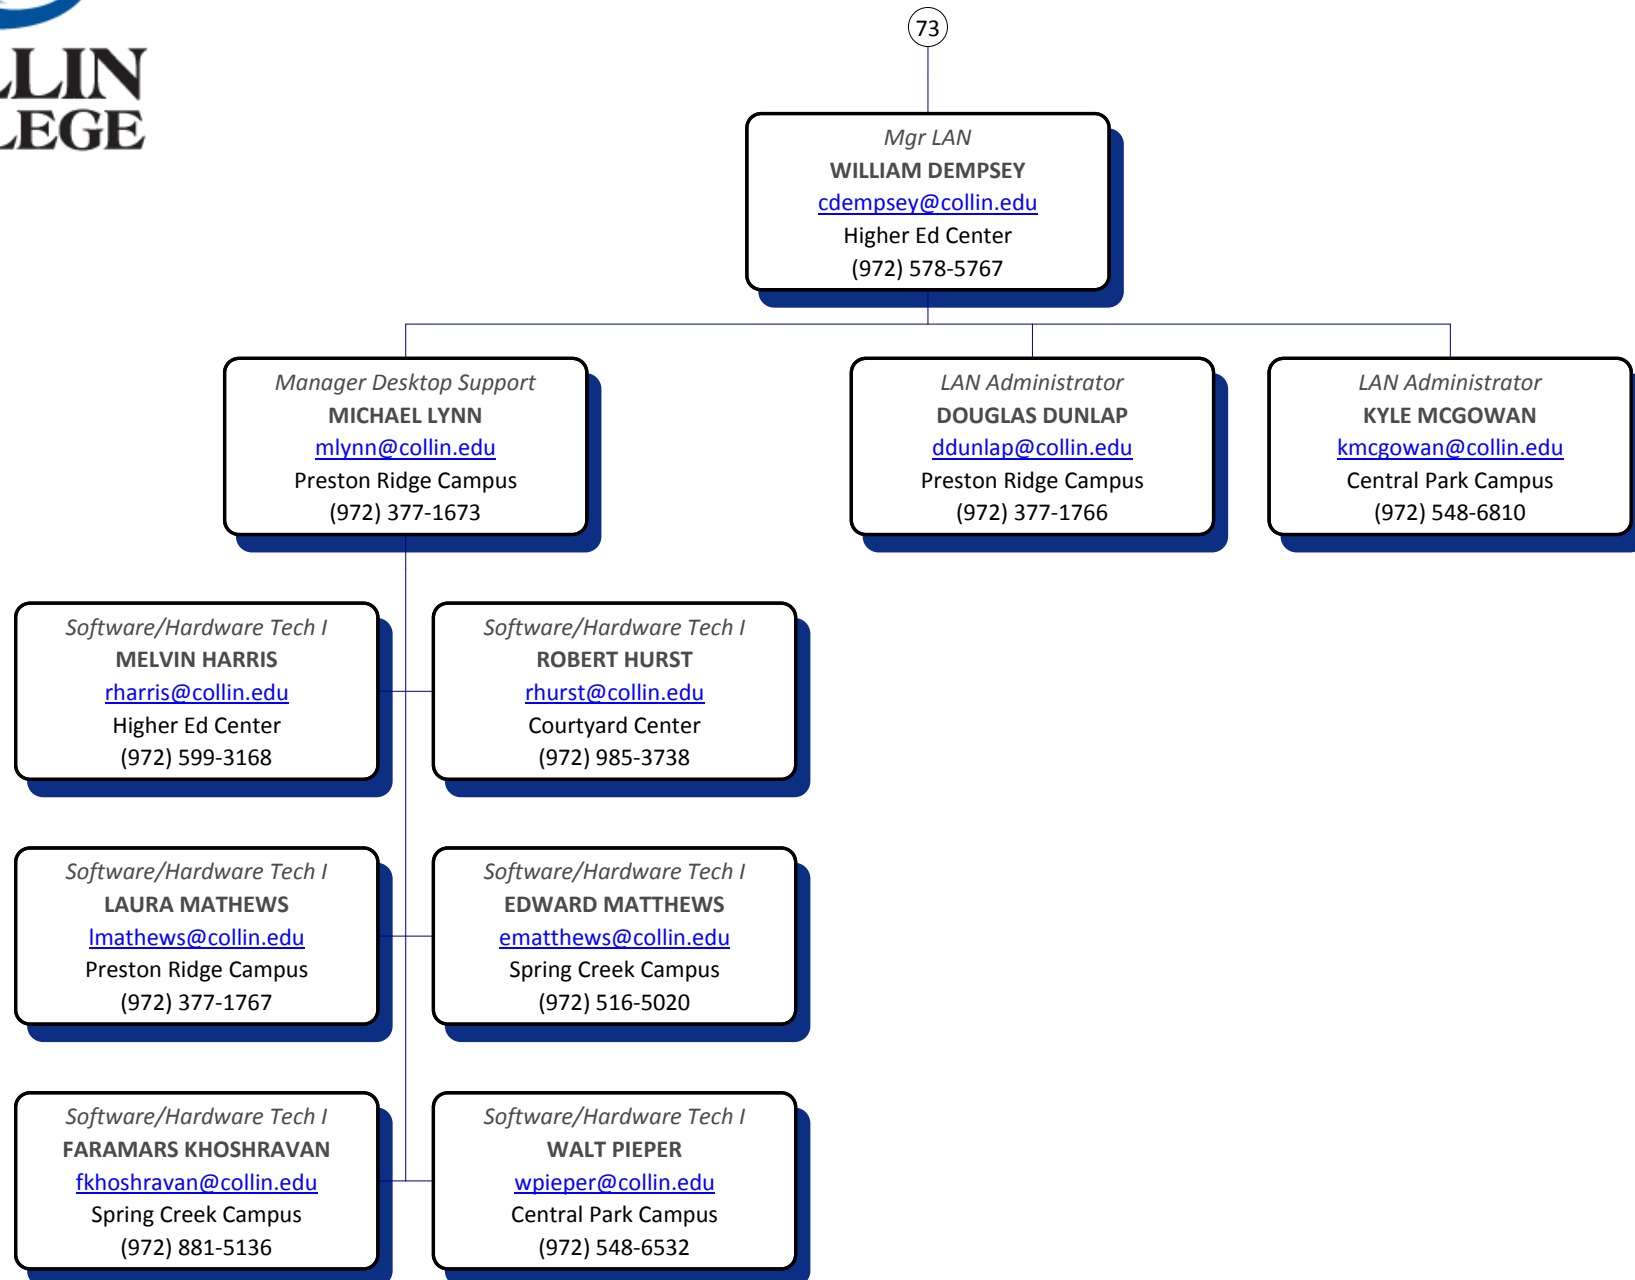 LLIN
LEGE
73
Mgr LAN
WILLIAM DEMPSEY
cdempsey@collin.edu
Higher Ed Center
(972) 578-5767
Manager Desktop Support
MICHAEL LYNN
mlynn@collin.edu
Preston Ridge Campus
(972) 377-1673
LAN Administrator
DOUGLAS DUNLAP
ddunlap@collin.edu
Preston Ridge Campus
(972) 377-1766
LAN Administrator
KYLE MCGOWAN
kmcgowan@collin.edu
Central Park Campus
(972) 548-6810
Software/Hardware Tech I
MELVIN HARRIS
rharris@collin.edu
Higher Ed Center
(972) 599-3168
Software/Hardware Tech I
ROBERT HURST
rhurst@collin.edu
Courtyard Center
(972) 985-3738
Software/Hardware Tech I
LAURA MATHEWS
lmathews@collin.edu
Preston Ridge Campus
(972) 377-1767
Software/Hardware Tech I
EDWARD MATTHEWS
ematthews@collin.edu
Spring Creek Campus
(972) 516-5020
Software/Hardware Tech I
FARAMARS KHOSHRAVAN
fkhoshravan@collin.edu
Spring Creek Campus
(972) 881-5136
Software/Hardware Tech I
WALT PIEPER
wpieper@collin.edu
Central Park Campus
(972) 548-6532